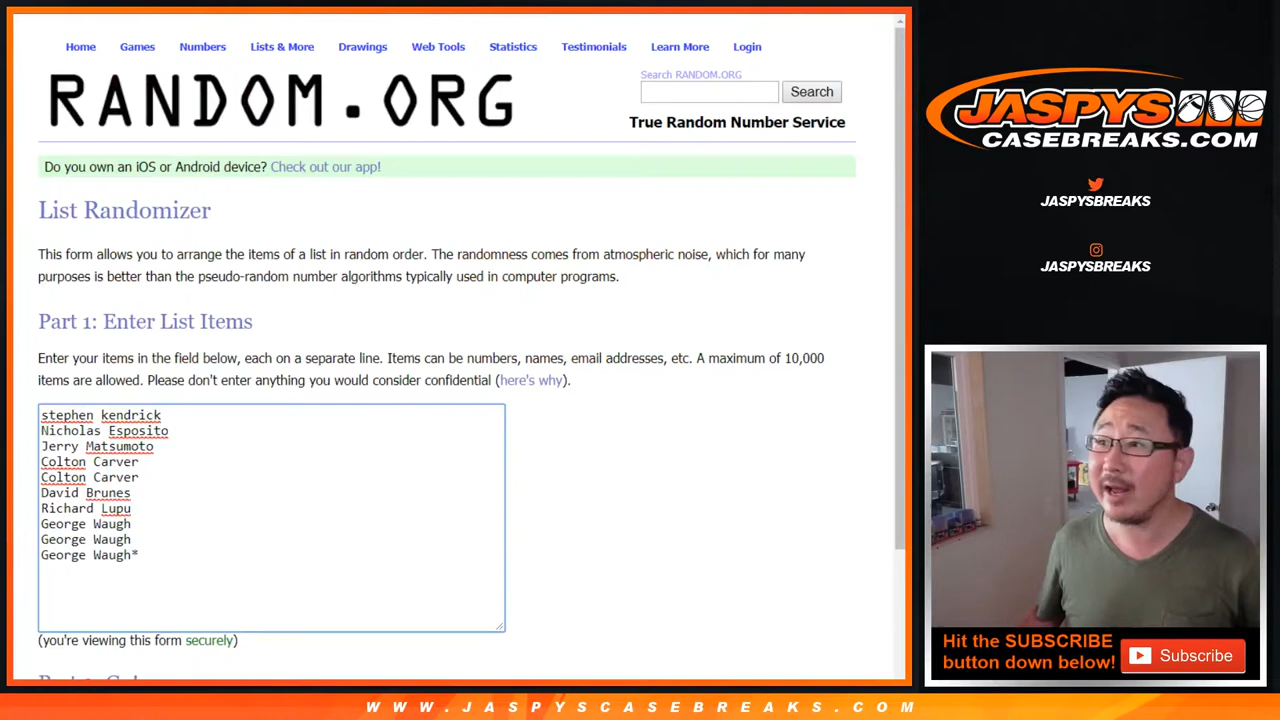 Home Games Numbers Lists & More Drawings Web Tools Statistics Testimonials Learn More Login
RANDOM.ORG
Search RANDOM.ORG
Search
True Random Number Service
Do you own an iOS or Android device? Check out our app!
List Randomizer
This form allows you to arrange the items of a list in random order. The randomness comes from atmospheric noise, which for many
purposes is better than the pseudo-random number algorithms typically used in computer programs.
Part 1: Enter List Items
Enter your items in the field below, each on a separate line. Items can be numbers, names, email addresses, etc. A maximum of 10,000
items are allowed. Please don't enter anything you would consider confidential (here's why).
stephen kendrick
Nicholas Esposito
Jerry Matsumoto
Colton Carver
Colton Carver
David Brunes
Richard Lupu
George Waugh
George Waugh
George Waugh*
(you're viewing this form securely)
JASPYS
CASEBREAKS.COM
JASPYSBREAKS
JASPYSBREAKS
Hit the SUBSCRIBE
button down below!
Subscribe
WWW.JASPYSCASEBREAKS.COM